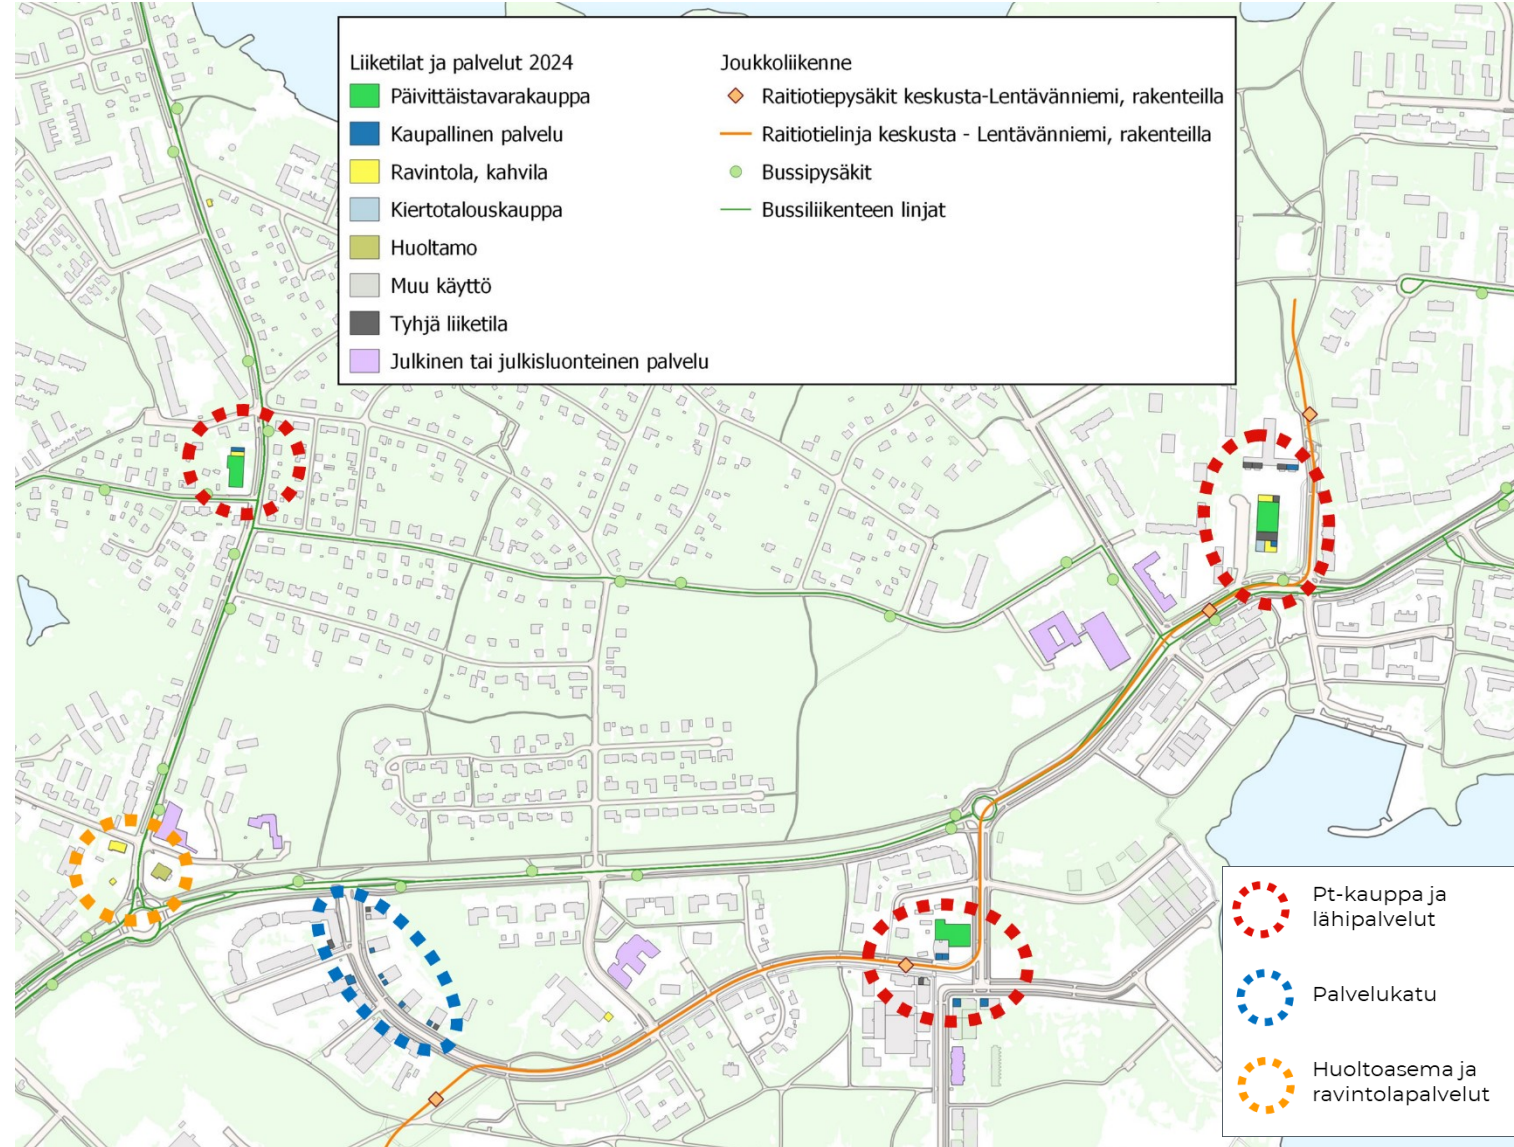 Liiketilat ja palvelut 2024
Päivittäistavarakauppa
Kaupallinen palvelu
Ravintola, kahvila
Kiertotalouskauppa
Huoltamo
Muu käyttö
Tyhjä liiketila
Julkinen tai julkisluonteinen palvelu
Joukkoliikenne
Raitiotiepysäkit keskusta-Lentävänniemi, rakenteilla
Raitiotielinja keskusta - Lentävänniemi, rakenteilla
Bussipysäkit
Bussiliikenteen linjat
Pt-kauppa ja
lähipalvelut
Palvelukatu
Huoltoasema ja
ravintolapalvelut